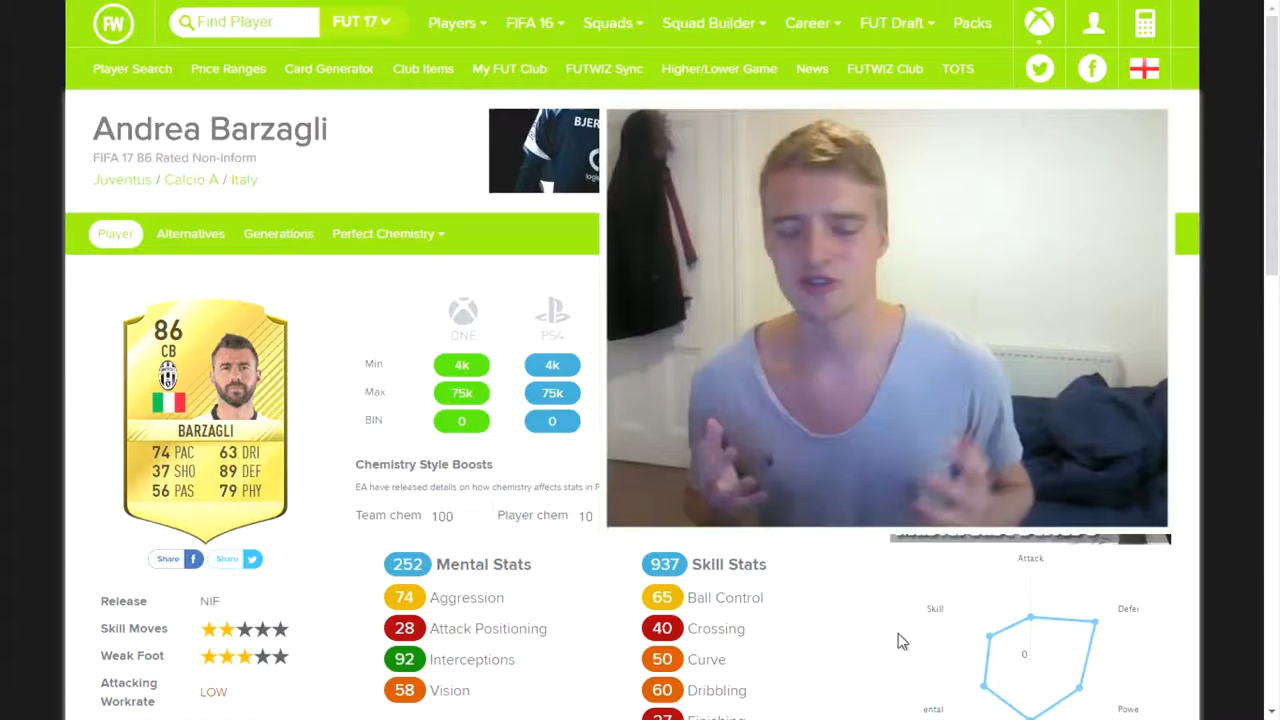 FW
Find Player
FUT 17
Players
FIFA 16
Squads
Squad Builder
Career
FUT Draft
Packs
Player Search
Price Ranges
Card Generator
Club Items
My FUT Club
FUTWIZ Sync
Higher/Lower Game
News
FUTWIZ Club
TOTS
Andrea Barzagli
FIFA 17 86 Rated Non-Inform
Juventus / Calcio A / Italy
BJER
Player
Alternatives
Generations
Perfect Chemistry
86
CB
BARZAGLI
74 PAC 63 DRI
37 SHO 89 DEF
56 PAS 79 PHY
Share
Share
ONE
PS4
Min 4k 4k
Max 75k 75k
BIN 0 0
Chemistry Style Boosts
EA have released details on how chemistry affects stats in F
Team chem 100 Player chem 10
Release NIF
Skill Moves
Weak Foot
Attacking
Workrate
LOW
252 Mental Stats
74 Aggression
28 Attack Positioning
92 Interceptions
58 Vision
937 Skill Stats
65 Ball Control
40 Crossing
50 Curve
60 Dribbling
Attack
Skill
Defen
0
ental
Powe